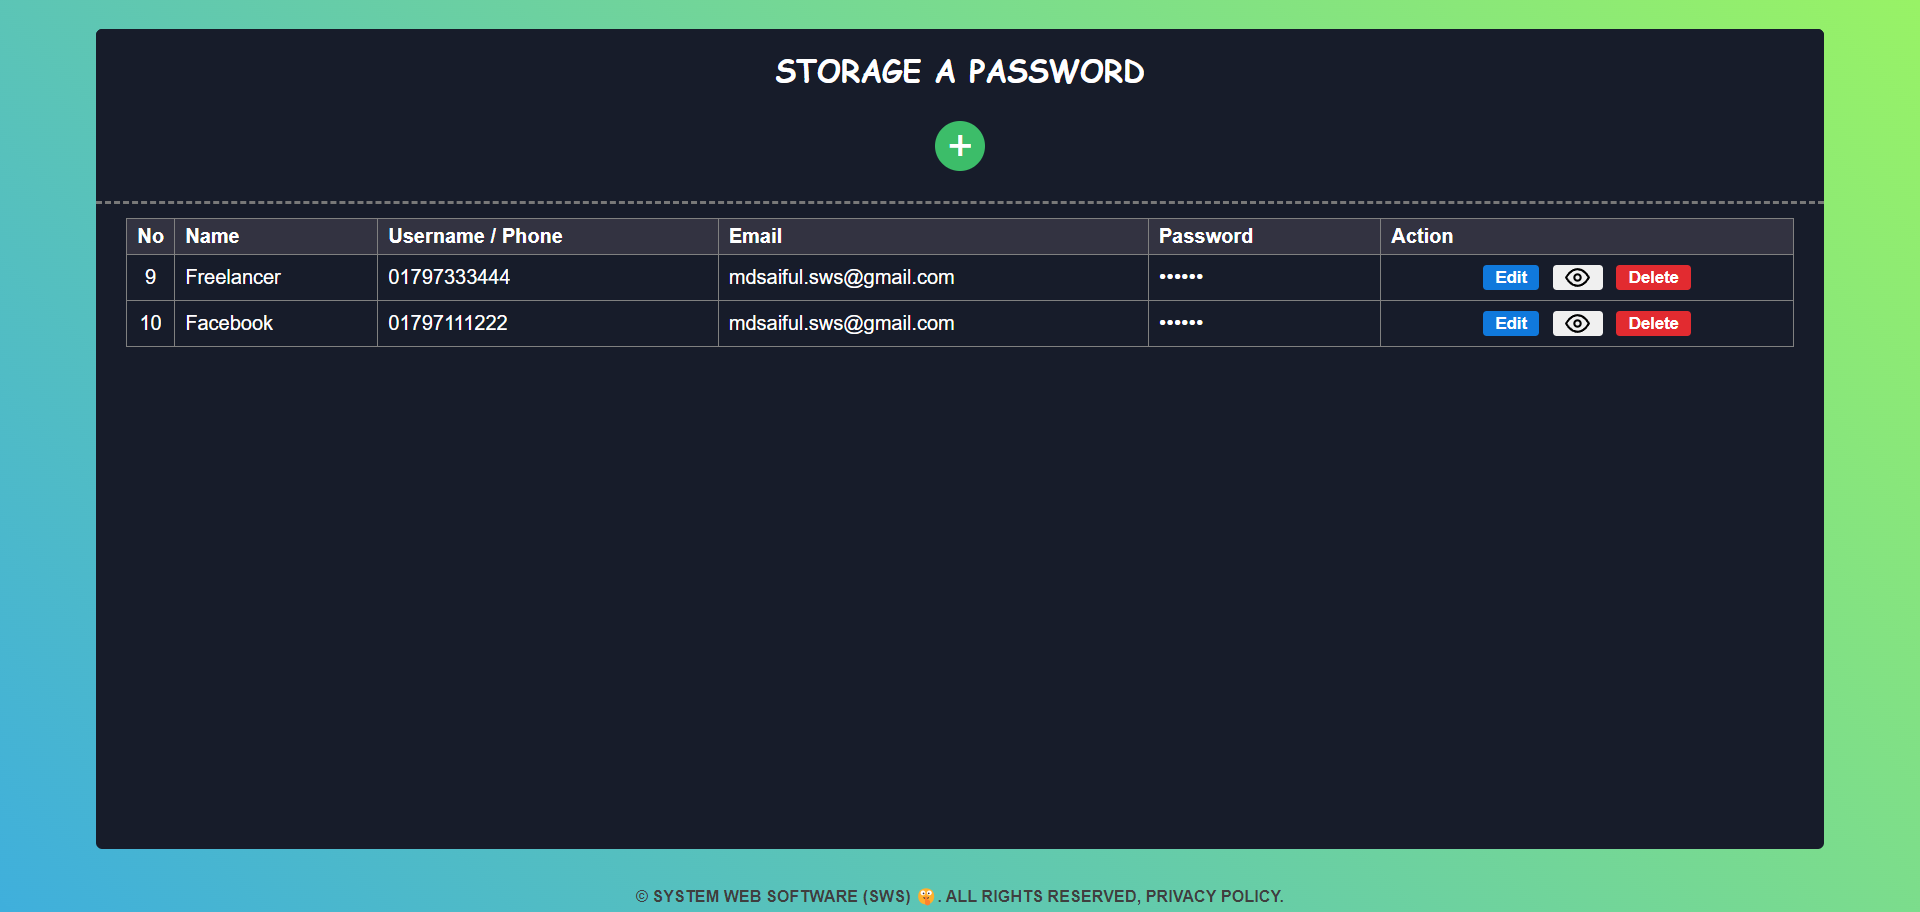 STORAGE A PASSWORD
+
No Name Username / Phone Email Password Action
9 Freelancer 01797333444 mdsaiful.sws@gmail.com •••••• Edit Delete
10 Facebook 01797111222 mdsaiful.sws@gmail.com •••••• Edit Delete
© SYSTEM WEB SOFTWARE (SWS) 🤫. ALL RIGHTS RESERVED, PRIVACY POLICY.